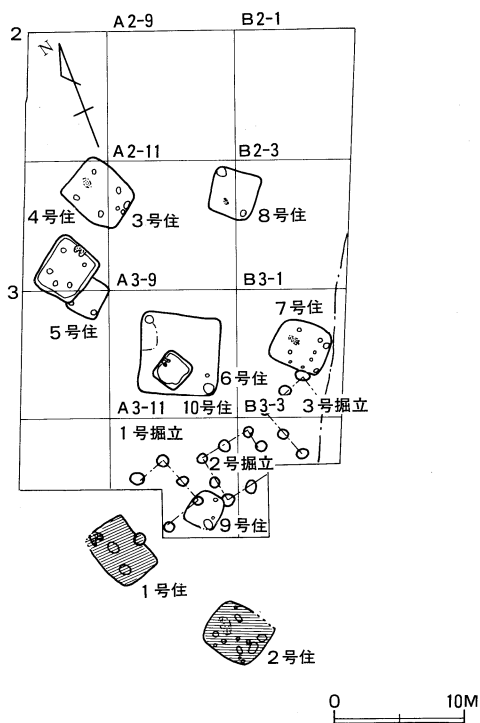 A2-9
B2-1
2
N
A2-11
B2-3
4号住
3号住
8号住
A3-9
B3-1
3
5号住
7号住
6号住
3号掘立
A3-11
10号住
B3-3
1号掘立
2号掘立
9号住
1号住
2号住
0
10M